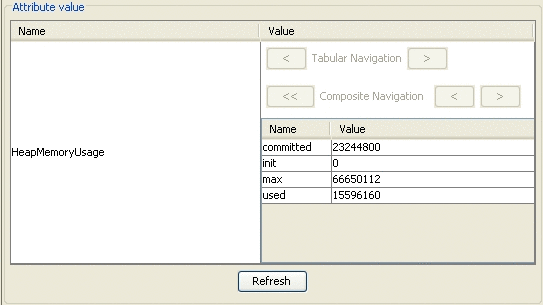 Attribute value
Name Value
< Tabular Navigation >
<< Composite Navigation < >
Name Value
committed 23244800
init 0
HeapMemoryUsage
max 66650112
used 15596160
Refresh